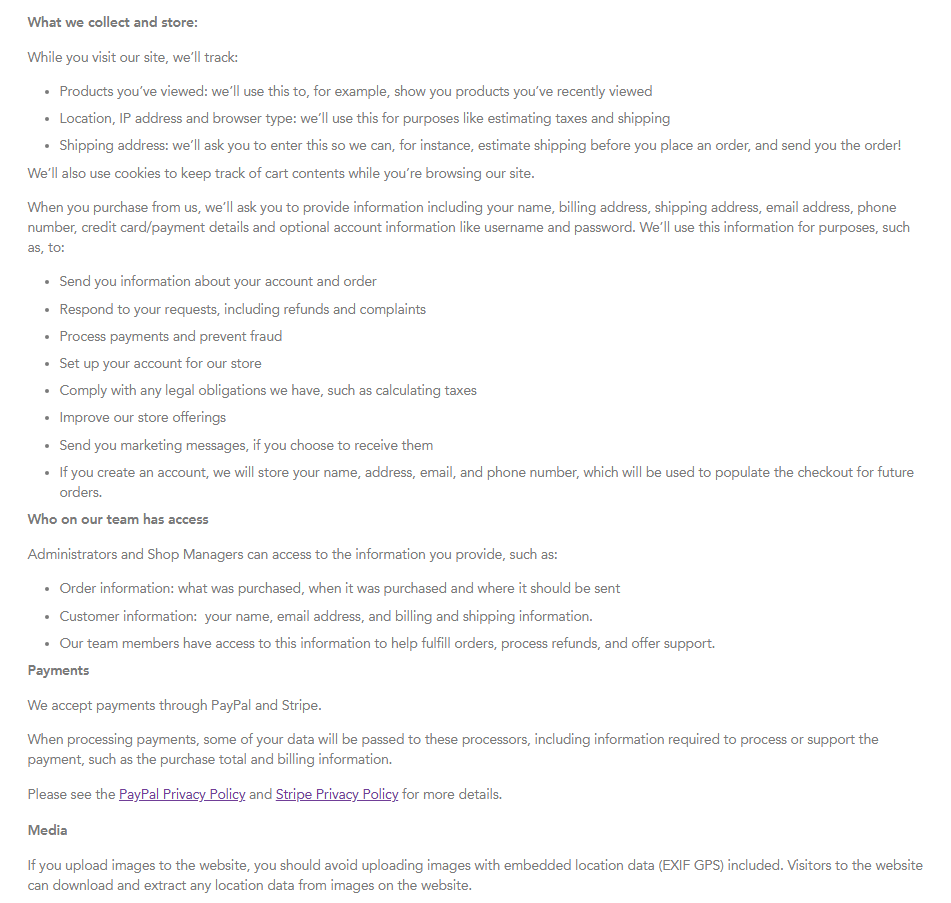 What we collect and store:
While you visit our site, we’ll track:
• Products you’ve viewed: we’ll use this to, for example, show you products you’ve recently viewed
• Location, IP address and browser type: we’ll use this for purposes like estimating taxes and shipping
• Shipping address: we’ll ask you to enter this so we can, for instance, estimate shipping before you place an order, and send you the order!
We’ll also use cookies to keep track of cart contents while you’re browsing our site.
When you purchase from us, we’ll ask you to provide information including your name, billing address, shipping address, email address, phone
number, credit card/payment details and optional account information like username and password. We’ll use this information for purposes, such
as, to:
• Send you information about your account and order
• Respond to your requests, including refunds and complaints
• Process payments and prevent fraud
• Set up your account for our store
• Comply with any legal obligations we have, such as calculating taxes
• Improve our store offerings
• Send you marketing messages, if you choose to receive them
• If you create an account, we will store your name, address, email, and phone number, which will be used to populate the checkout for future
orders.
Who on our team has access
Administrators and Shop Managers can access to the information you provide, such as:
• Order information: what was purchased, when it was purchased and where it should be sent
• Customer information:  your name, email address, and billing and shipping information.
• Our team members have access to this information to help fulfill orders, process refunds, and offer support.
Payments
We accept payments through PayPal and Stripe.
When processing payments, some of your data will be passed to these processors, including information required to process or support the
payment, such as the purchase total and billing information.
Please see the PayPal Privacy Policy and Stripe Privacy Policy for more details.
Media
If you upload images to the website, you should avoid uploading images with embedded location data (EXIF GPS) included. Visitors to the website
can download and extract any location data from images on the website.